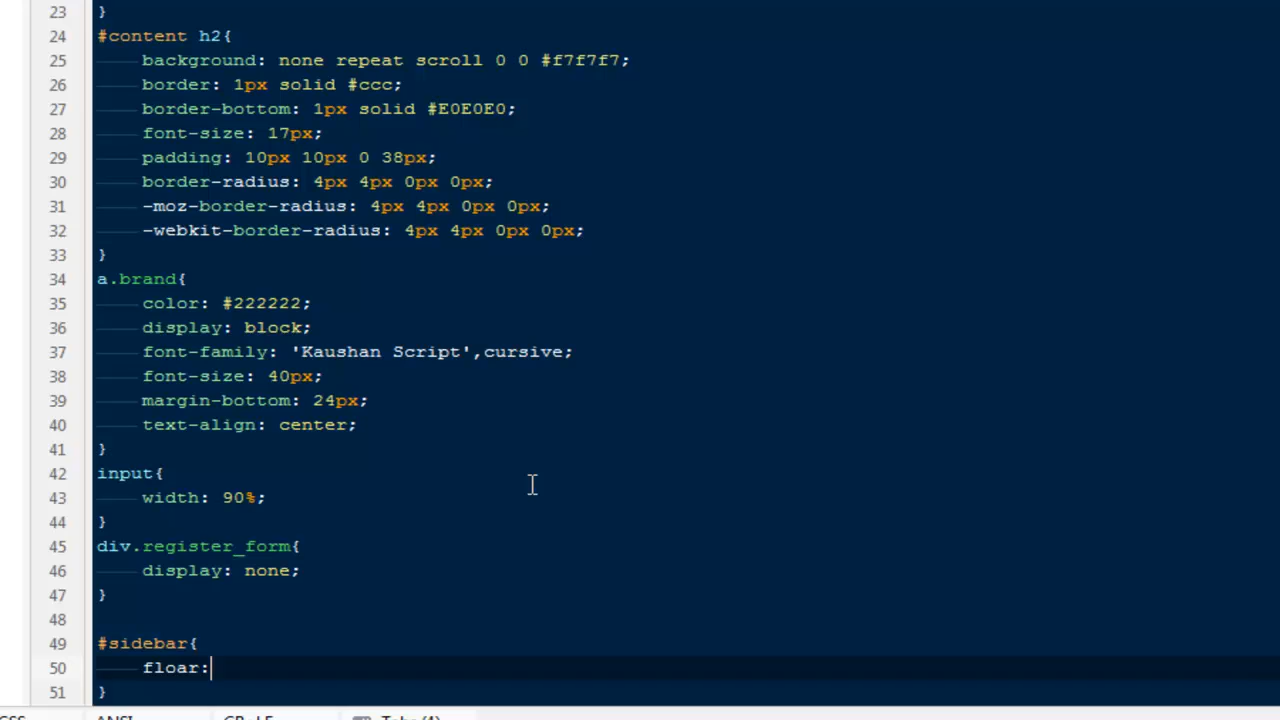 23 }
24 #content h2{
25 background: none repeat scroll 0 0 #f7f7f7;
26 border: 1px solid #ccc;
27 border-bottom: 1px solid #E0E0E0;
28 font-size: 17px;
29 padding: 10px 10px 0 38px;
30 border-radius: 4px 4px 0px 0px;
31 -moz-border-radius: 4px 4px 0px 0px;
32 -webkit-border-radius: 4px 4px 0px 0px;
33 }
34 a.brand{
35 color: #222222;
36 display: block;
37 font-family: 'Kaushan Script',cursive;
38 font-size: 40px;
39 margin-bottom: 24px;
40 text-align: center;
41 }
42 input{
43 width: 90%;
44 }
45 div.register_form{
46 display: none;
47 }
48
49 #sidebar{
50 floar:
51 }